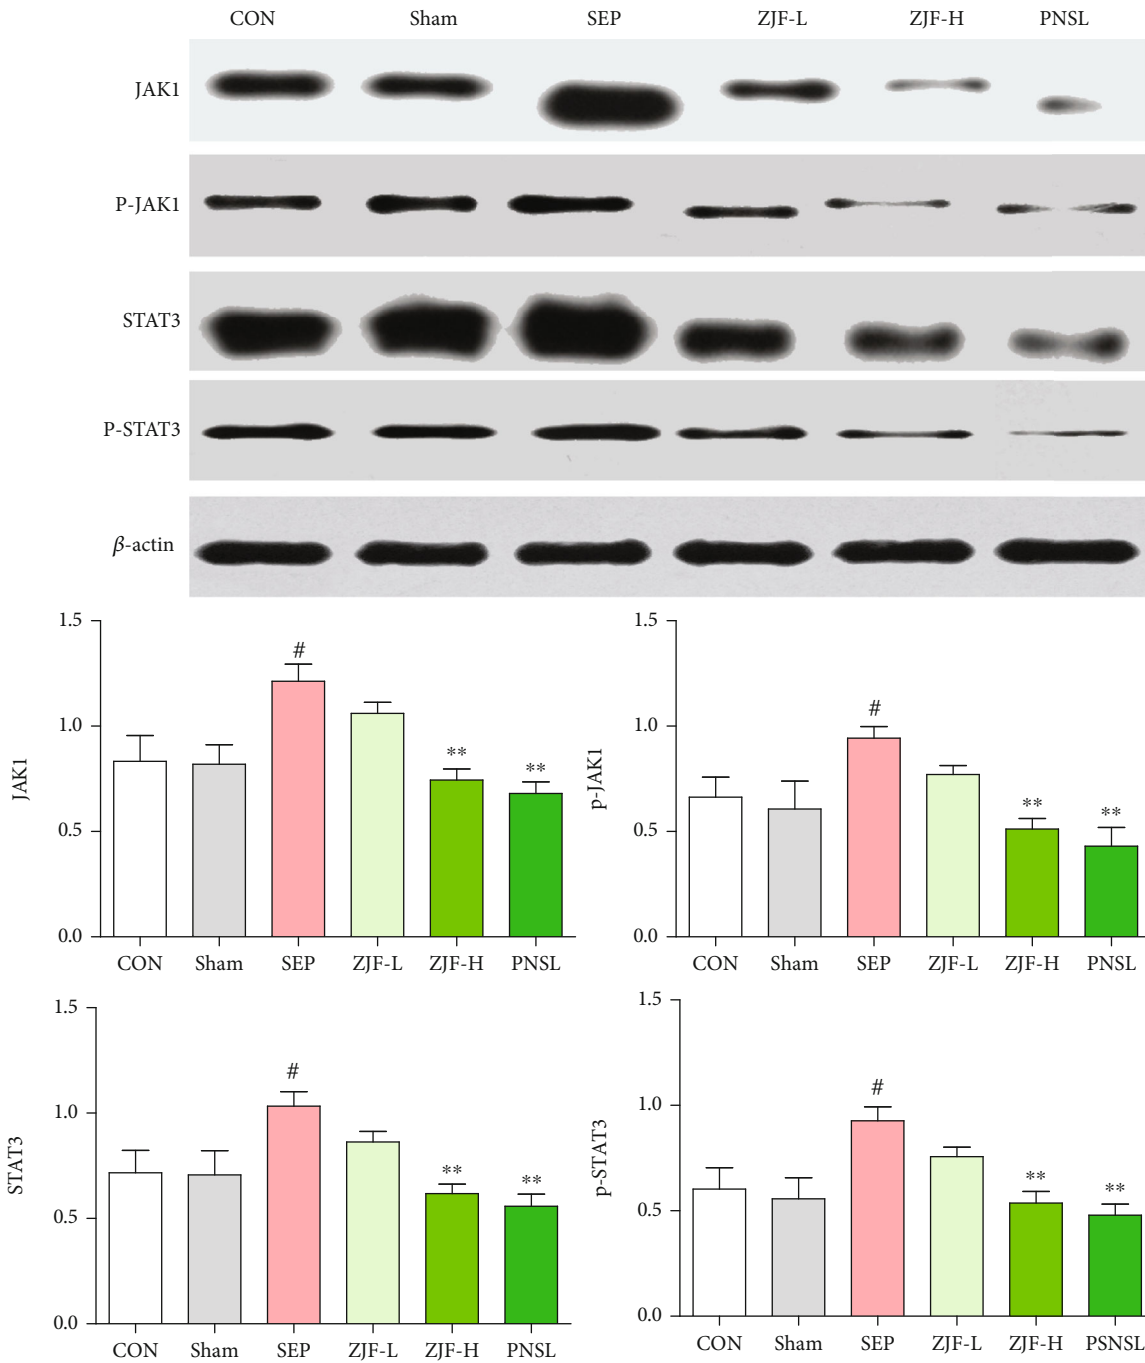 CON Sham SEP ZJF-L ZJF-H PNSL
JAK1
P-JAK1
STAT3
P-STAT3
β-actin
1.5
1.0
0.5
0.0
JAK1
#
**
**
CON Sham SEP ZJF-L ZJF-H PNSL
1.5
1.0
0.5
0.0
p-JAK1
#
**
**
CON Sham SEP ZJF-L ZJF-H PNSL
1.5
1.0
0.5
0.0
STAT3
#
**
**
CON Sham SEP ZJF-L ZJF-H PNSL
1.5
1.0
0.5
0.0
p-STAT3
#
**
**
CON Sham SEP ZJF-L ZJF-H PSNSL